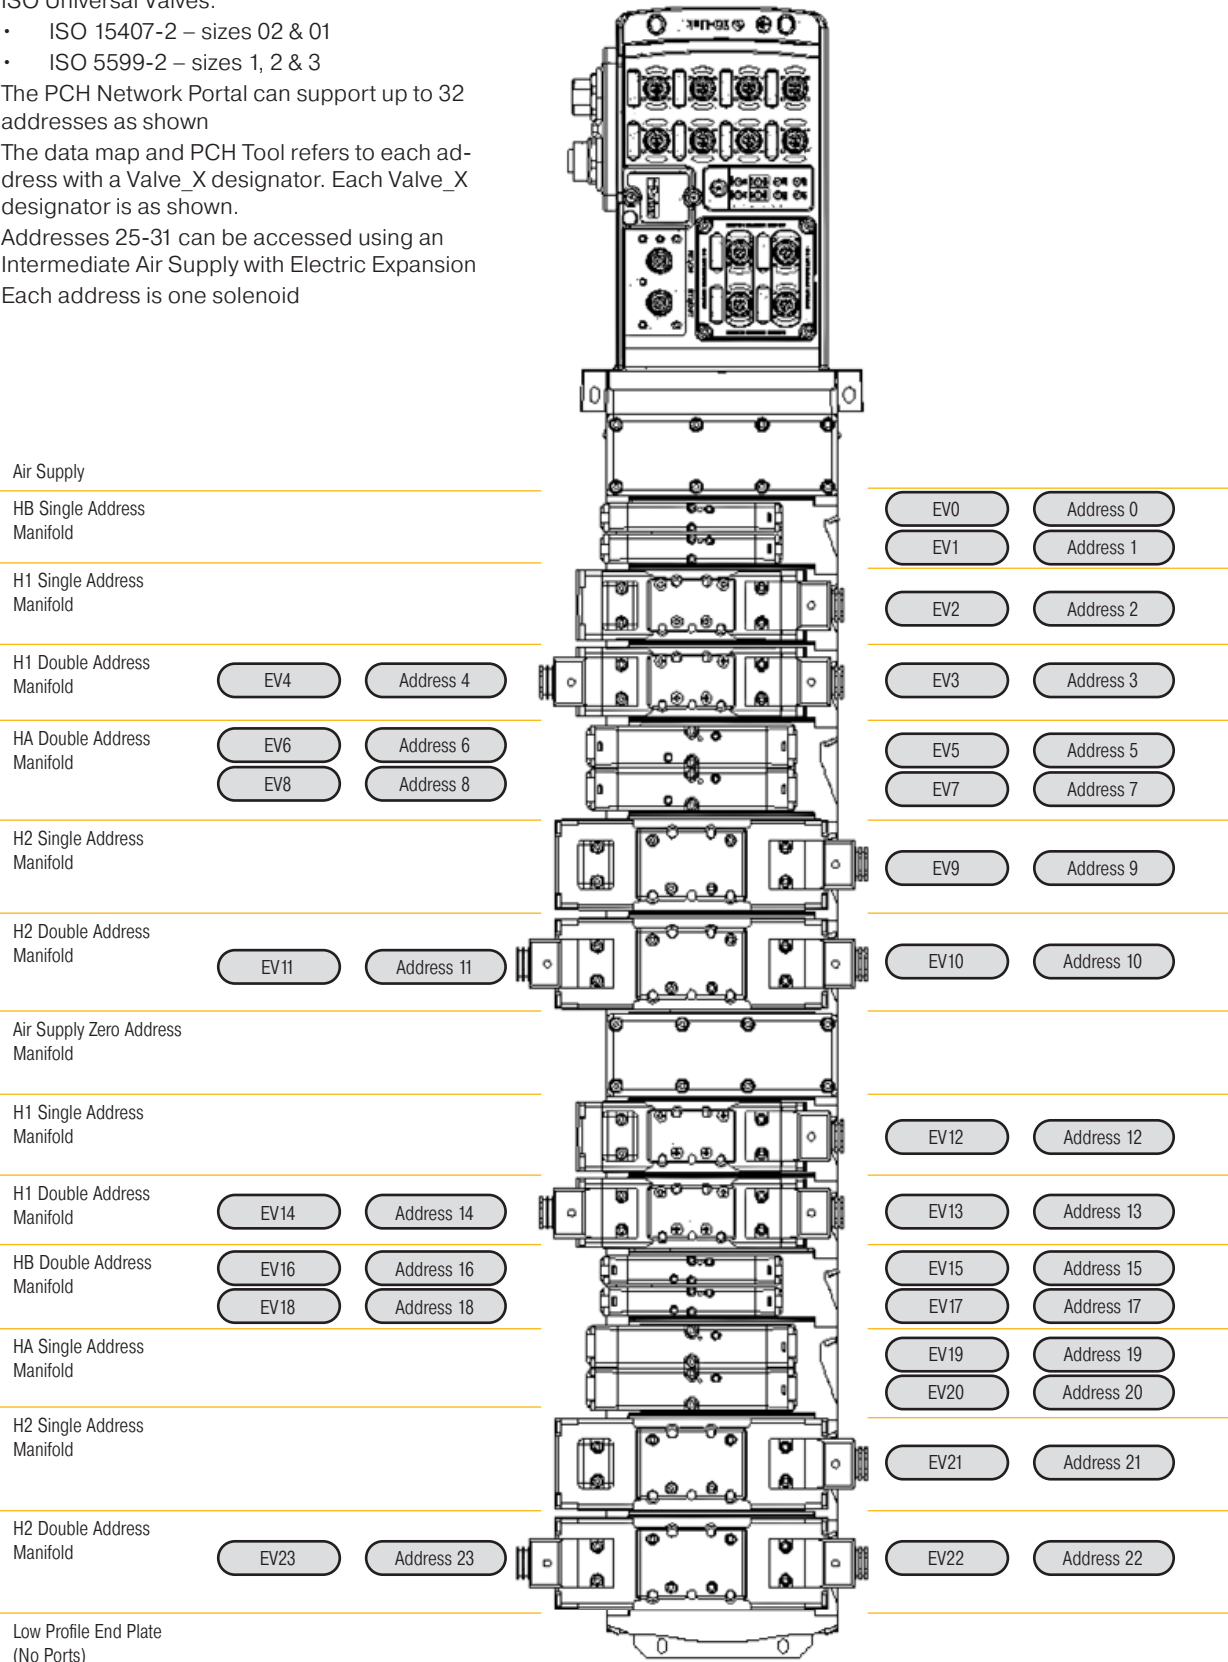 ISO Universal Valves:
• ISO 15407-2 – sizes 02 & 01
• ISO 5599-2 – sizes 1, 2 & 3
The PCH Network Portal can support up to 32
addresses as shown
The data map and PCH Tool refers to each ad-
dress with a Valve_X designator. Each Valve_X
designator is as shown.
Addresses 25-31 can be accessed using an
Intermediate Air Supply with Electric Expansion
Each address is one solenoid
Air Supply
HB Single Address
Manifold
EV0 Address 0
EV1 Address 1
H1 Single Address
Manifold
EV2 Address 2
H1 Double Address
Manifold
EV4 Address 4
EV3 Address 3
HA Double Address
Manifold
EV6 Address 6
EV8 Address 8
EV5 Address 5
EV7 Address 7
H2 Single Address
Manifold
EV9 Address 9
H2 Double Address
Manifold
EV11 Address 11
EV10 Address 10
Air Supply Zero Address
Manifold
H1 Single Address
Manifold
EV12 Address 12
H1 Double Address
Manifold
EV14 Address 14
EV13 Address 13
HB Double Address
Manifold
EV16 Address 16
EV18 Address 18
EV15 Address 15
EV17 Address 17
HA Single Address
Manifold
EV19 Address 19
EV20 Address 20
H2 Single Address
Manifold
EV21 Address 21
H2 Double Address
Manifold
EV23 Address 23
EV22 Address 22
Low Profile End Plate
(No Ports)